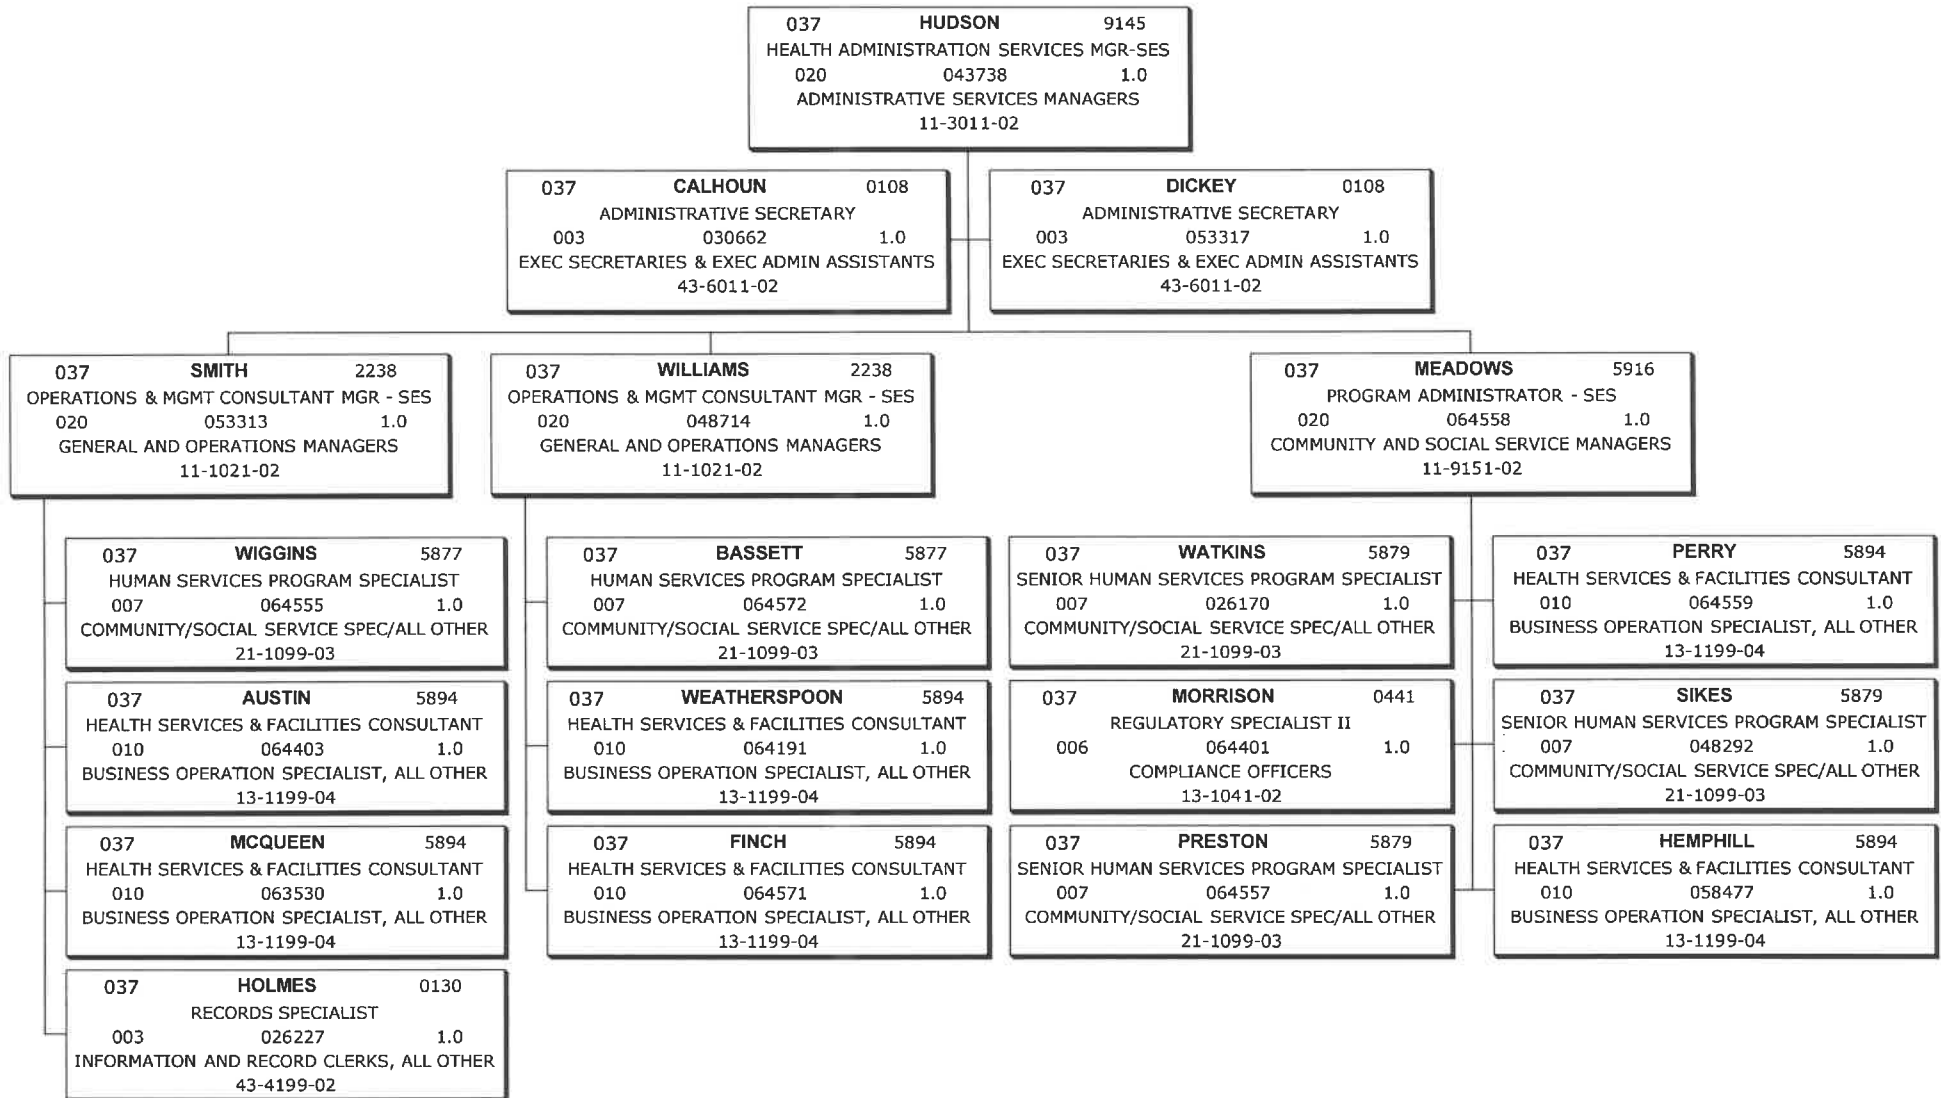 037 HUDSON 9145
HEALTH ADMINISTRATION SERVICES MGR-SES
020 043738 1.0
ADMINISTRATIVE SERVICES MANAGERS
11-3011-02
037 CALHOUN 0108
ADMINISTRATIVE SECRETARY
003 030662 1.0
EXEC SECRETARIES & EXEC ADMIN ASSISTANTS
43-6011-02
037 DICKEY 0108
ADMINISTRATIVE SECRETARY
003 053317 1.0
EXEC SECRETARIES & EXEC ADMIN ASSISTANTS
43-6011-02
037 SMITH 2238
OPERATIONS & MGMT CONSULTANT MGR - SES
020 053313 1.0
GENERAL AND OPERATIONS MANAGERS
11-1021-02
037 WILLIAMS 2238
OPERATIONS & MGMT CONSULTANT MGR - SES
020 048714 1.0
GENERAL AND OPERATIONS MANAGERS
11-1021-02
037 MEADOWS 5916
PROGRAM ADMINISTRATOR - SES
020 064558 1.0
COMMUNITY AND SOCIAL SERVICE MANAGERS
11-9151-02
037 WIGGINS 5877
HUMAN SERVICES PROGRAM SPECIALIST
007 064555 1.0
COMMUNITY/SOCIAL SERVICE SPEC/ALL OTHER
21-1099-03
037 AUSTIN 5894
HEALTH SERVICES & FACILITIES CONSULTANT
010 064403 1.0
BUSINESS OPERATION SPECIALIST, ALL OTHER
13-1199-04
037 MCQUEEN 5894
HEALTH SERVICES & FACILITIES CONSULTANT
010 063530 1.0
BUSINESS OPERATION SPECIALIST, ALL OTHER
13-1199-04
037 HOLMES 0130
RECORDS SPECIALIST
003 026227 1.0
INFORMATION AND RECORD CLERKS, ALL OTHER
43-4199-02
037 BASSETT 5877
HUMAN SERVICES PROGRAM SPECIALIST
007 064572 1.0
COMMUNITY/SOCIAL SERVICE SPEC/ALL OTHER
21-1099-03
037 WEATHERSPOON 5894
HEALTH SERVICES & FACILITIES CONSULTANT
010 064191 1.0
BUSINESS OPERATION SPECIALIST, ALL OTHER
13-1199-04
037 FINCH 5894
HEALTH SERVICES & FACILITIES CONSULTANT
010 064571 1.0
BUSINESS OPERATION SPECIALIST, ALL OTHER
13-1199-04
037 WATKINS 5879
SENIOR HUMAN SERVICES PROGRAM SPECIALIST
007 026170 1.0
COMMUNITY/SOCIAL SERVICE SPEC/ALL OTHER
21-1099-03
037 MORRISON 0441
REGULATORY SPECIALIST II
006 064401 1.0
COMPLIANCE OFFICERS
13-1041-02
037 PRESTON 5879
SENIOR HUMAN SERVICES PROGRAM SPECIALIST
007 064557 1.0
COMMUNITY/SOCIAL SERVICE SPEC/ALL OTHER
21-1099-03
037 PERRY 5894
HEALTH SERVICES & FACILITIES CONSULTANT
010 064559 1.0
BUSINESS OPERATION SPECIALIST, ALL OTHER
13-1199-04
037 SIKES 5879
SENIOR HUMAN SERVICES PROGRAM SPECIALIST
007 048292 1.0
COMMUNITY/SOCIAL SERVICE SPEC/ALL OTHER
21-1099-03
037 HEMPHILL 5894
HEALTH SERVICES & FACILITIES CONSULTANT
010 058477 1.0
BUSINESS OPERATION SPECIALIST, ALL OTHER
13-1199-04